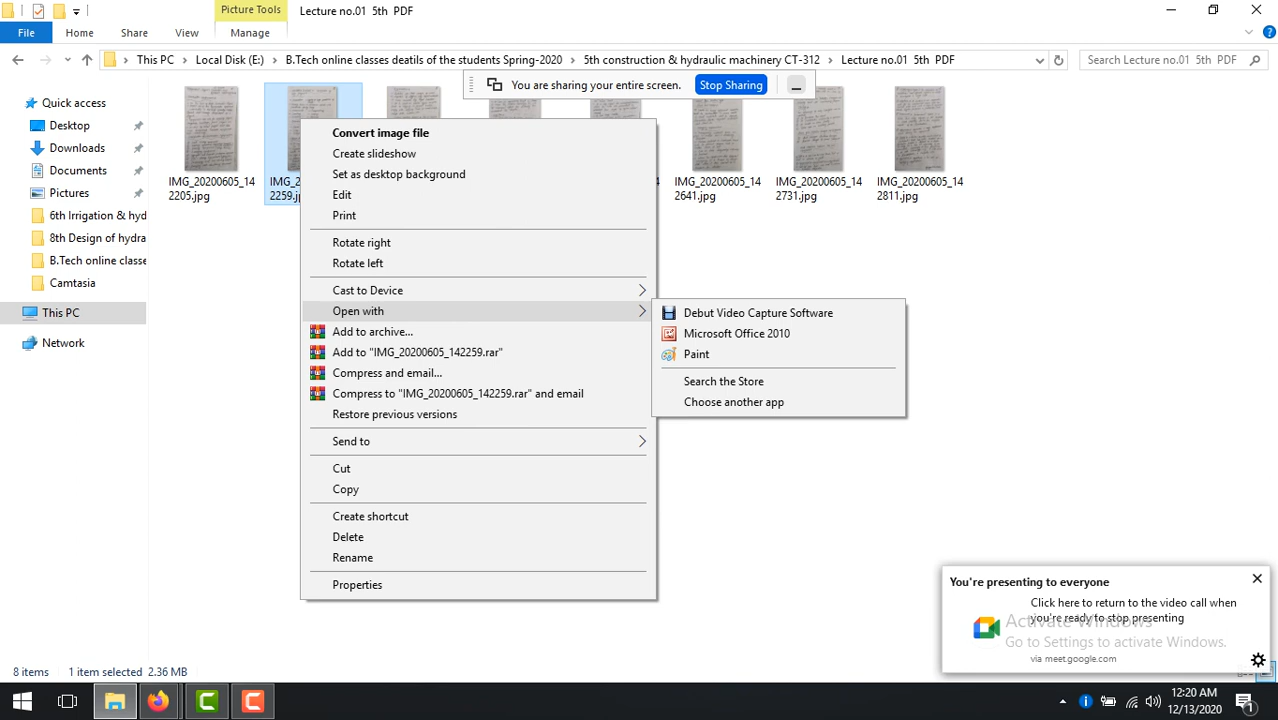 Picture Tools
Lecture no.01 5th PDF
File
Home
Share
View
Manage
This PC
Local Disk (E:)
B.Tech online classes deatils of the students Spring-2020
5th construction & hydraulic machinery CT-312
Lecture no.01 5th PDF
Search Lecture no.01 5th PDF
You are sharing your entire screen.
Stop Sharing
Quick access
Desktop
Downloads
Documents
Pictures
6th Irrigation & hyd
8th Design of hydra
B.Tech online classe
Camtasia
This PC
Network
IMG_20200605_14
2205.jpg
IMG_2
2259.j
IMG_20200605_14
2641.jpg
IMG_20200605_14
2731.jpg
IMG_20200605_14
2811.jpg
Convert image file
Create slideshow
Set as desktop background
Edit
Print
Rotate right
Rotate left
Cast to Device
Open with
Add to archive...
Add to "IMG_20200605_142259.rar"
Compress and email...
Compress to "IMG_20200605_142259.rar" and email
Restore previous versions
Send to
Cut
Copy
Create shortcut
Delete
Rename
Properties
Debut Video Capture Software
Microsoft Office 2010
Paint
Search the Store
Choose another app
You're presenting to everyone
Click here to return to the video call when
you're ready to stop presenting
via meet.google.com
Activate Windows
Go to Settings to activate Windows.
8 items
1 item selected 2.36 MB
12:20 AM
12/13/2020
1